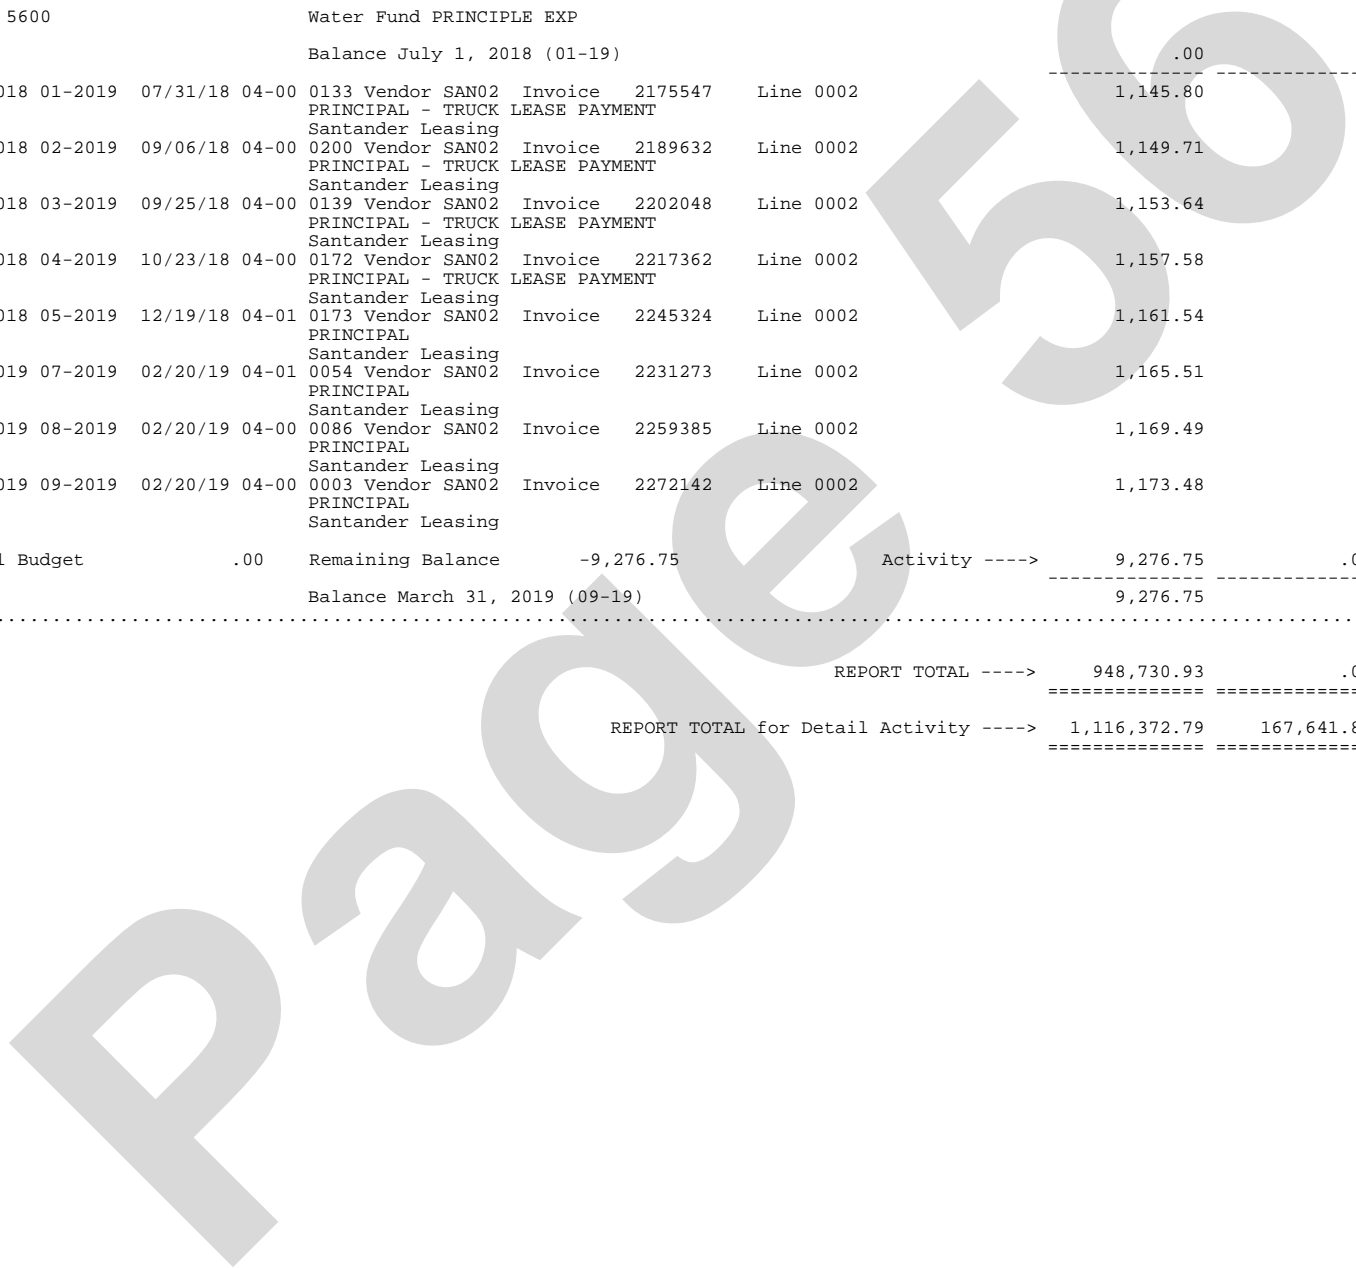 5600 Water Fund PRINCIPLE EXP
Balance July 1, 2018 (01-19) .00
-------------- -------------
018 01-2019 07/31/18 04-00 0133 Vendor SAN02 Invoice 2175547 Line 0002 1,145.80
PRINCIPAL - TRUCK LEASE PAYMENT
Santander Leasing
018 02-2019 09/06/18 04-00 0200 Vendor SAN02 Invoice 2189632 Line 0002 1,149.71
PRINCIPAL - TRUCK LEASE PAYMENT
Santander Leasing
018 03-2019 09/25/18 04-00 0139 Vendor SAN02 Invoice 2202048 Line 0002 1,153.64
PRINCIPAL - TRUCK LEASE PAYMENT
Santander Leasing
018 04-2019 10/23/18 04-00 0172 Vendor SAN02 Invoice 2217362 Line 0002 1,157.58
PRINCIPAL - TRUCK LEASE PAYMENT
Santander Leasing
018 05-2019 12/19/18 04-01 0173 Vendor SAN02 Invoice 2245324 Line 0002 1,161.54
PRINCIPAL
Santander Leasing
019 07-2019 02/20/19 04-01 0054 Vendor SAN02 Invoice 2231273 Line 0002 1,165.51
PRINCIPAL
Santander Leasing
019 08-2019 02/20/19 04-00 0086 Vendor SAN02 Invoice 2259385 Line 0002 1,169.49
PRINCIPAL
Santander Leasing
019 09-2019 02/20/19 04-00 0003 Vendor SAN02 Invoice 2272142 Line 0002 1,173.48
PRINCIPAL
Santander Leasing
l Budget .00 Remaining Balance -9,276.75 Activity ----> 9,276.75 .0
-------------- -------------
Balance March 31, 2019 (09-19) 9,276.75
REPORT TOTAL ----> 948,730.93 .0
============== =============
REPORT TOTAL for Detail Activity ----> 1,116,372.79 167,641.8
============== =============
Page 56